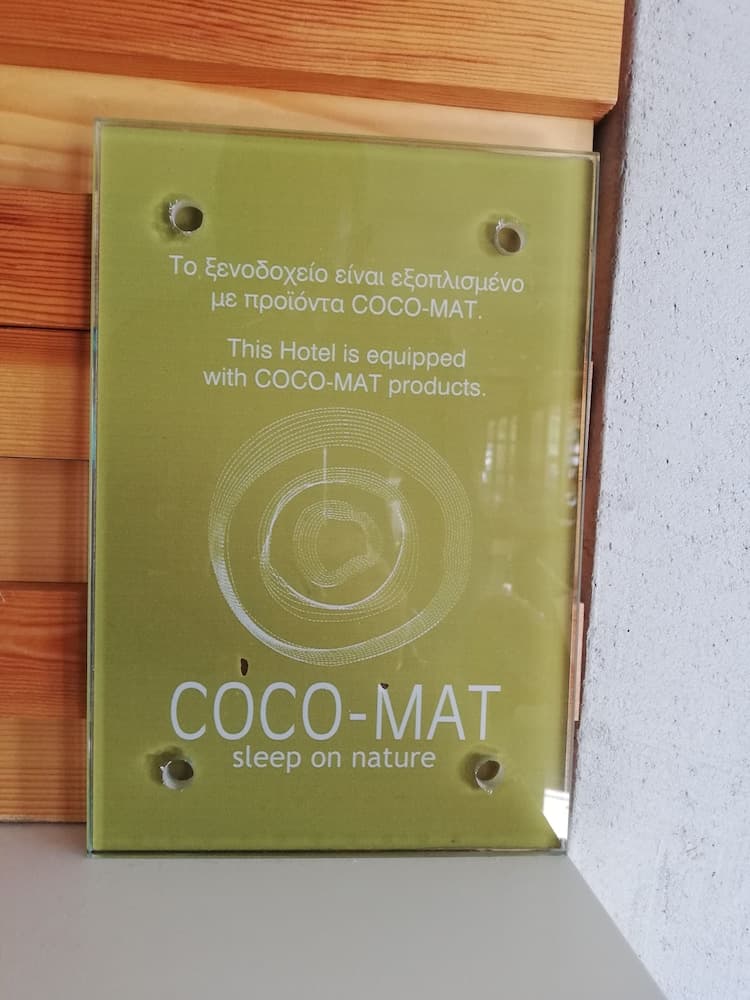 Το ξενοδοχείο είναι εξοπλισμένο
με προϊόντα COCO-MAT.
This Hotel is equipped
with COCO-MAT products.
COCO-MAT
sleep on nature